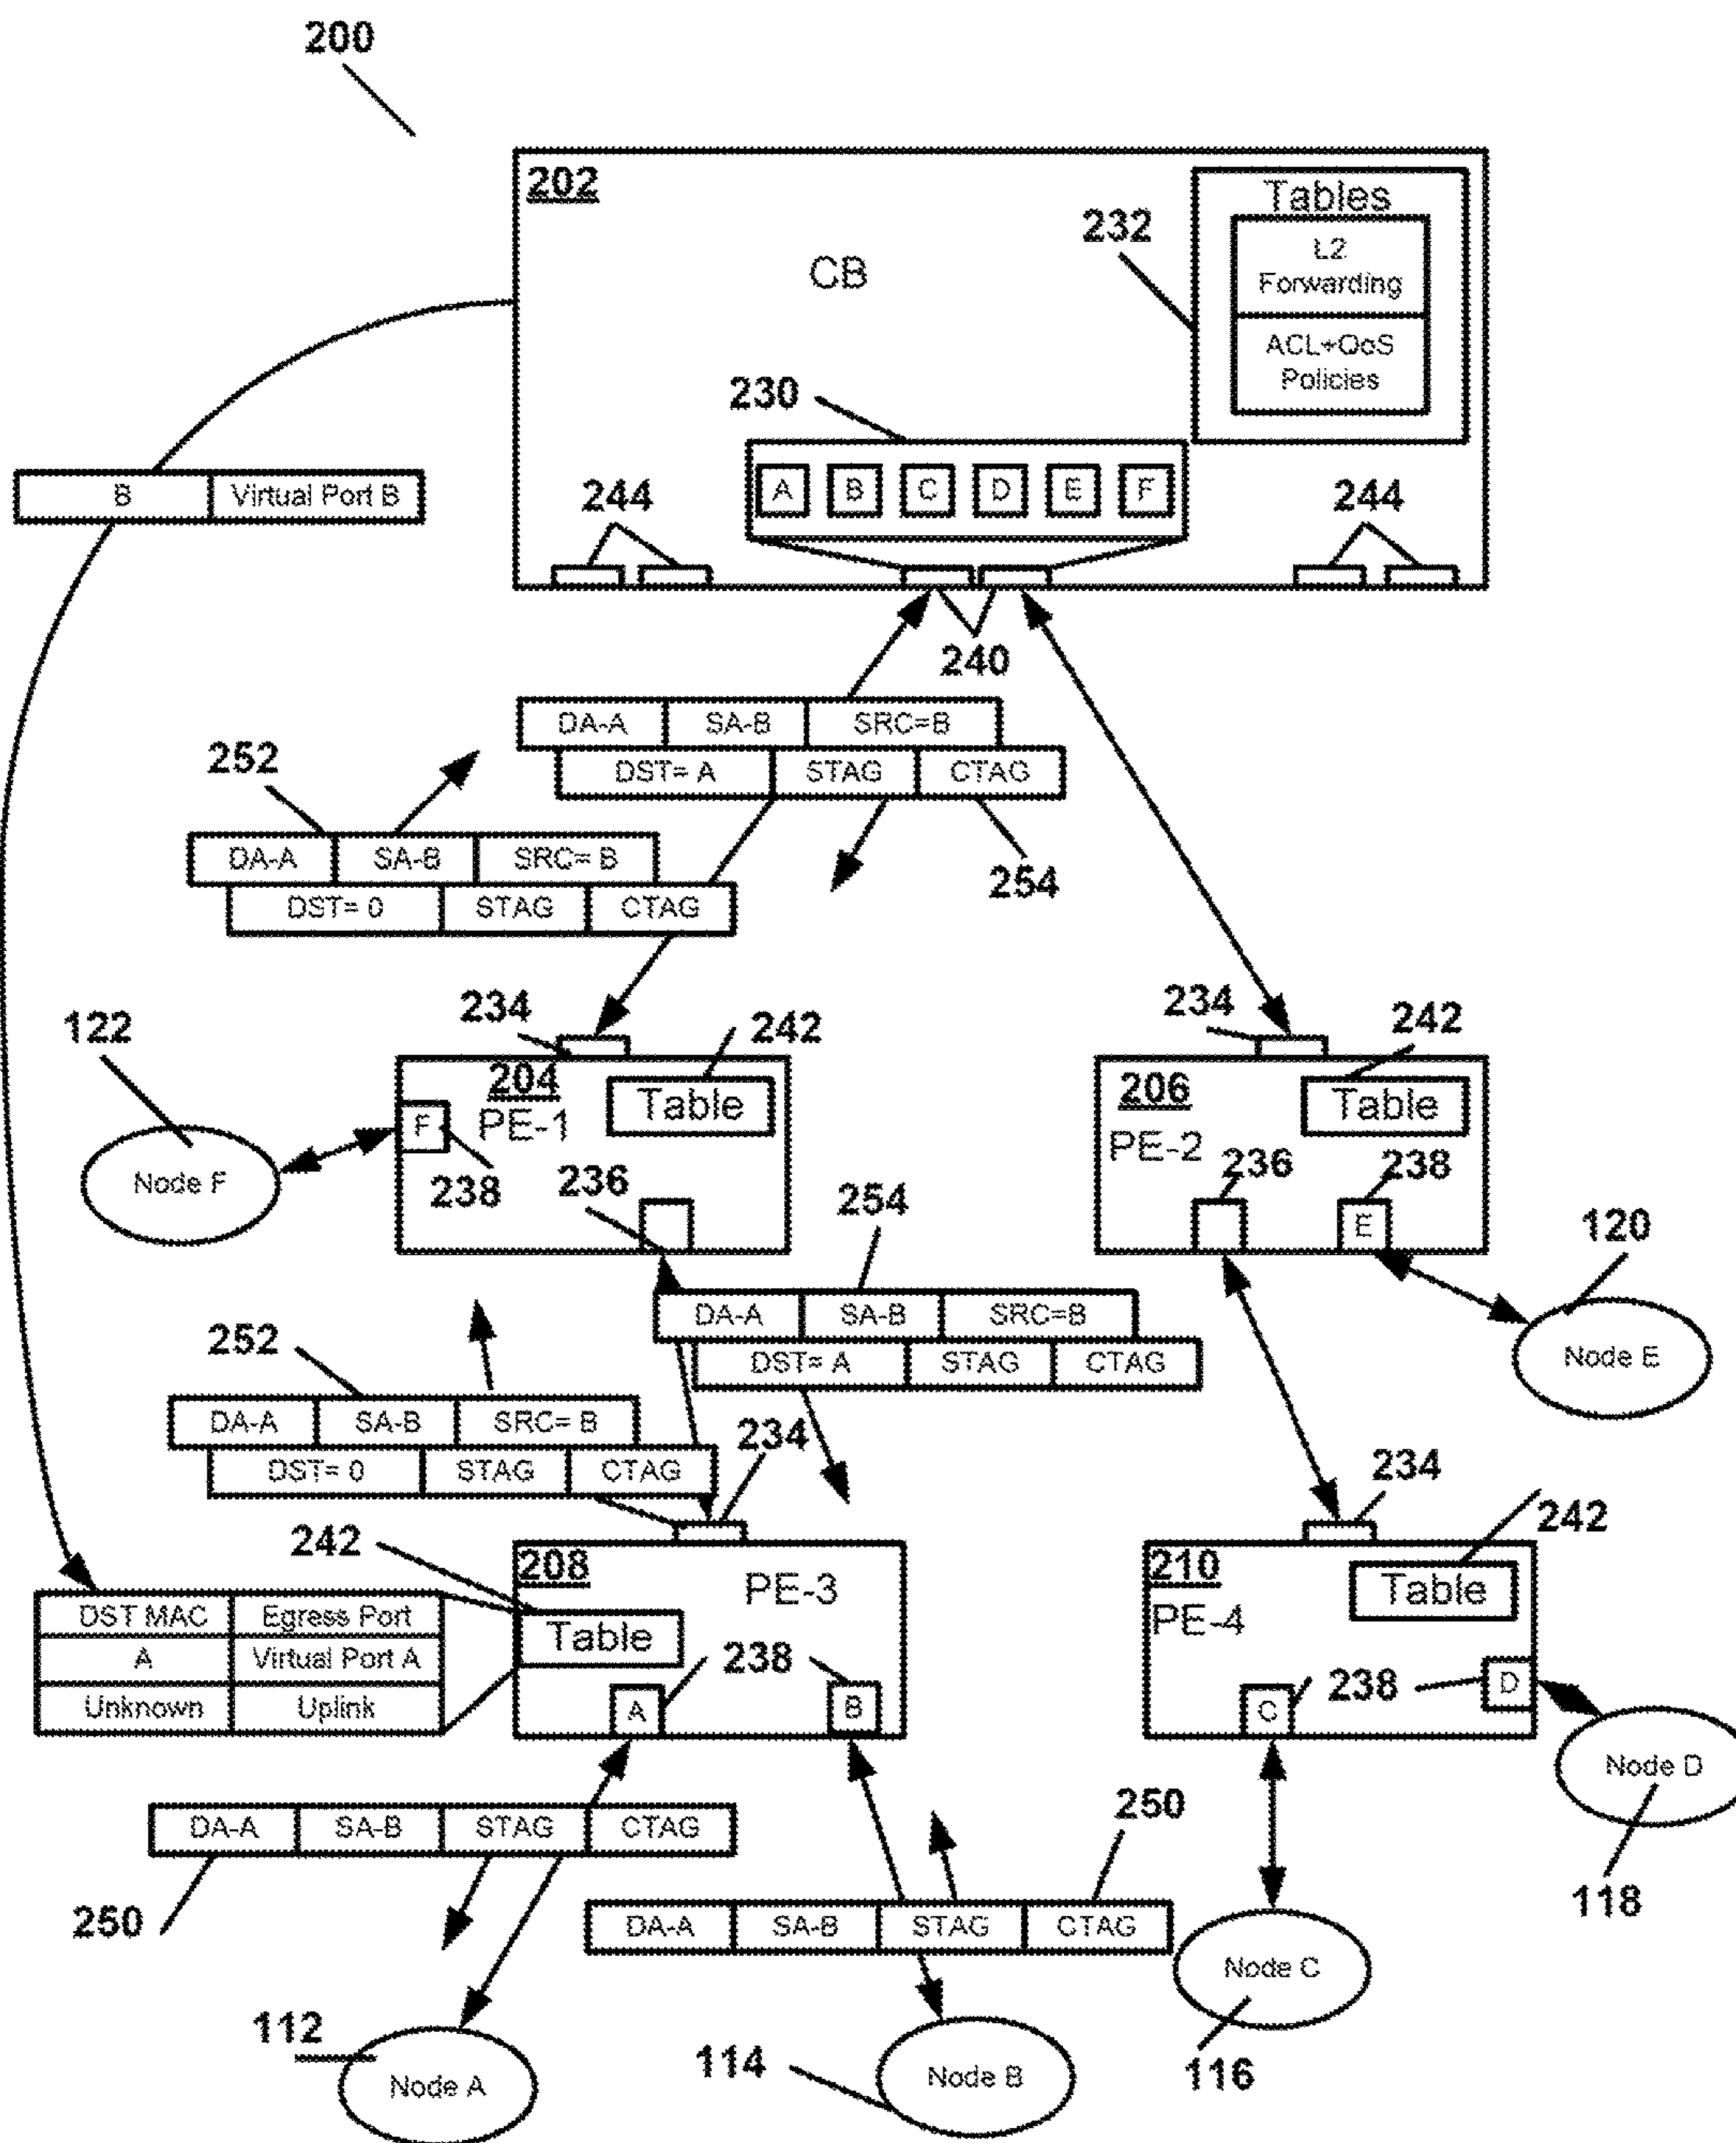 200
202
Tables
232
L2
Forwarding
CB
ACL+QoS
Policies
230
B Virtual Port B
244
A B C D E F
244
240
DA-A SA-B SRC=B
252
DST= A STAG CTAG
DA-A SA-B SRC= B
254
DST= 0 STAG CTAG
234
234
122
242
242
204
206
Table
Table
F
PE-1
PE-2
Node F
238
236
254
236
238
E
120
DA-A SA-B SRC=B
252
DST= A STAG CTAG
Node E
DA-A SA-B SRC= B
234
234
DST= 0 STAG CTAG
242
242
208
210
PE-3
Table
DST MAC Egress Port
Table
PE-4
A Virtual Port A
238
238
D
Unknown Uplink
A
B
C
Node D
250
DA-A SA-B STAG CTAG
250
118
DA-A SA-B STAG CTAG
Node C
112
114
116
Node A
Node B